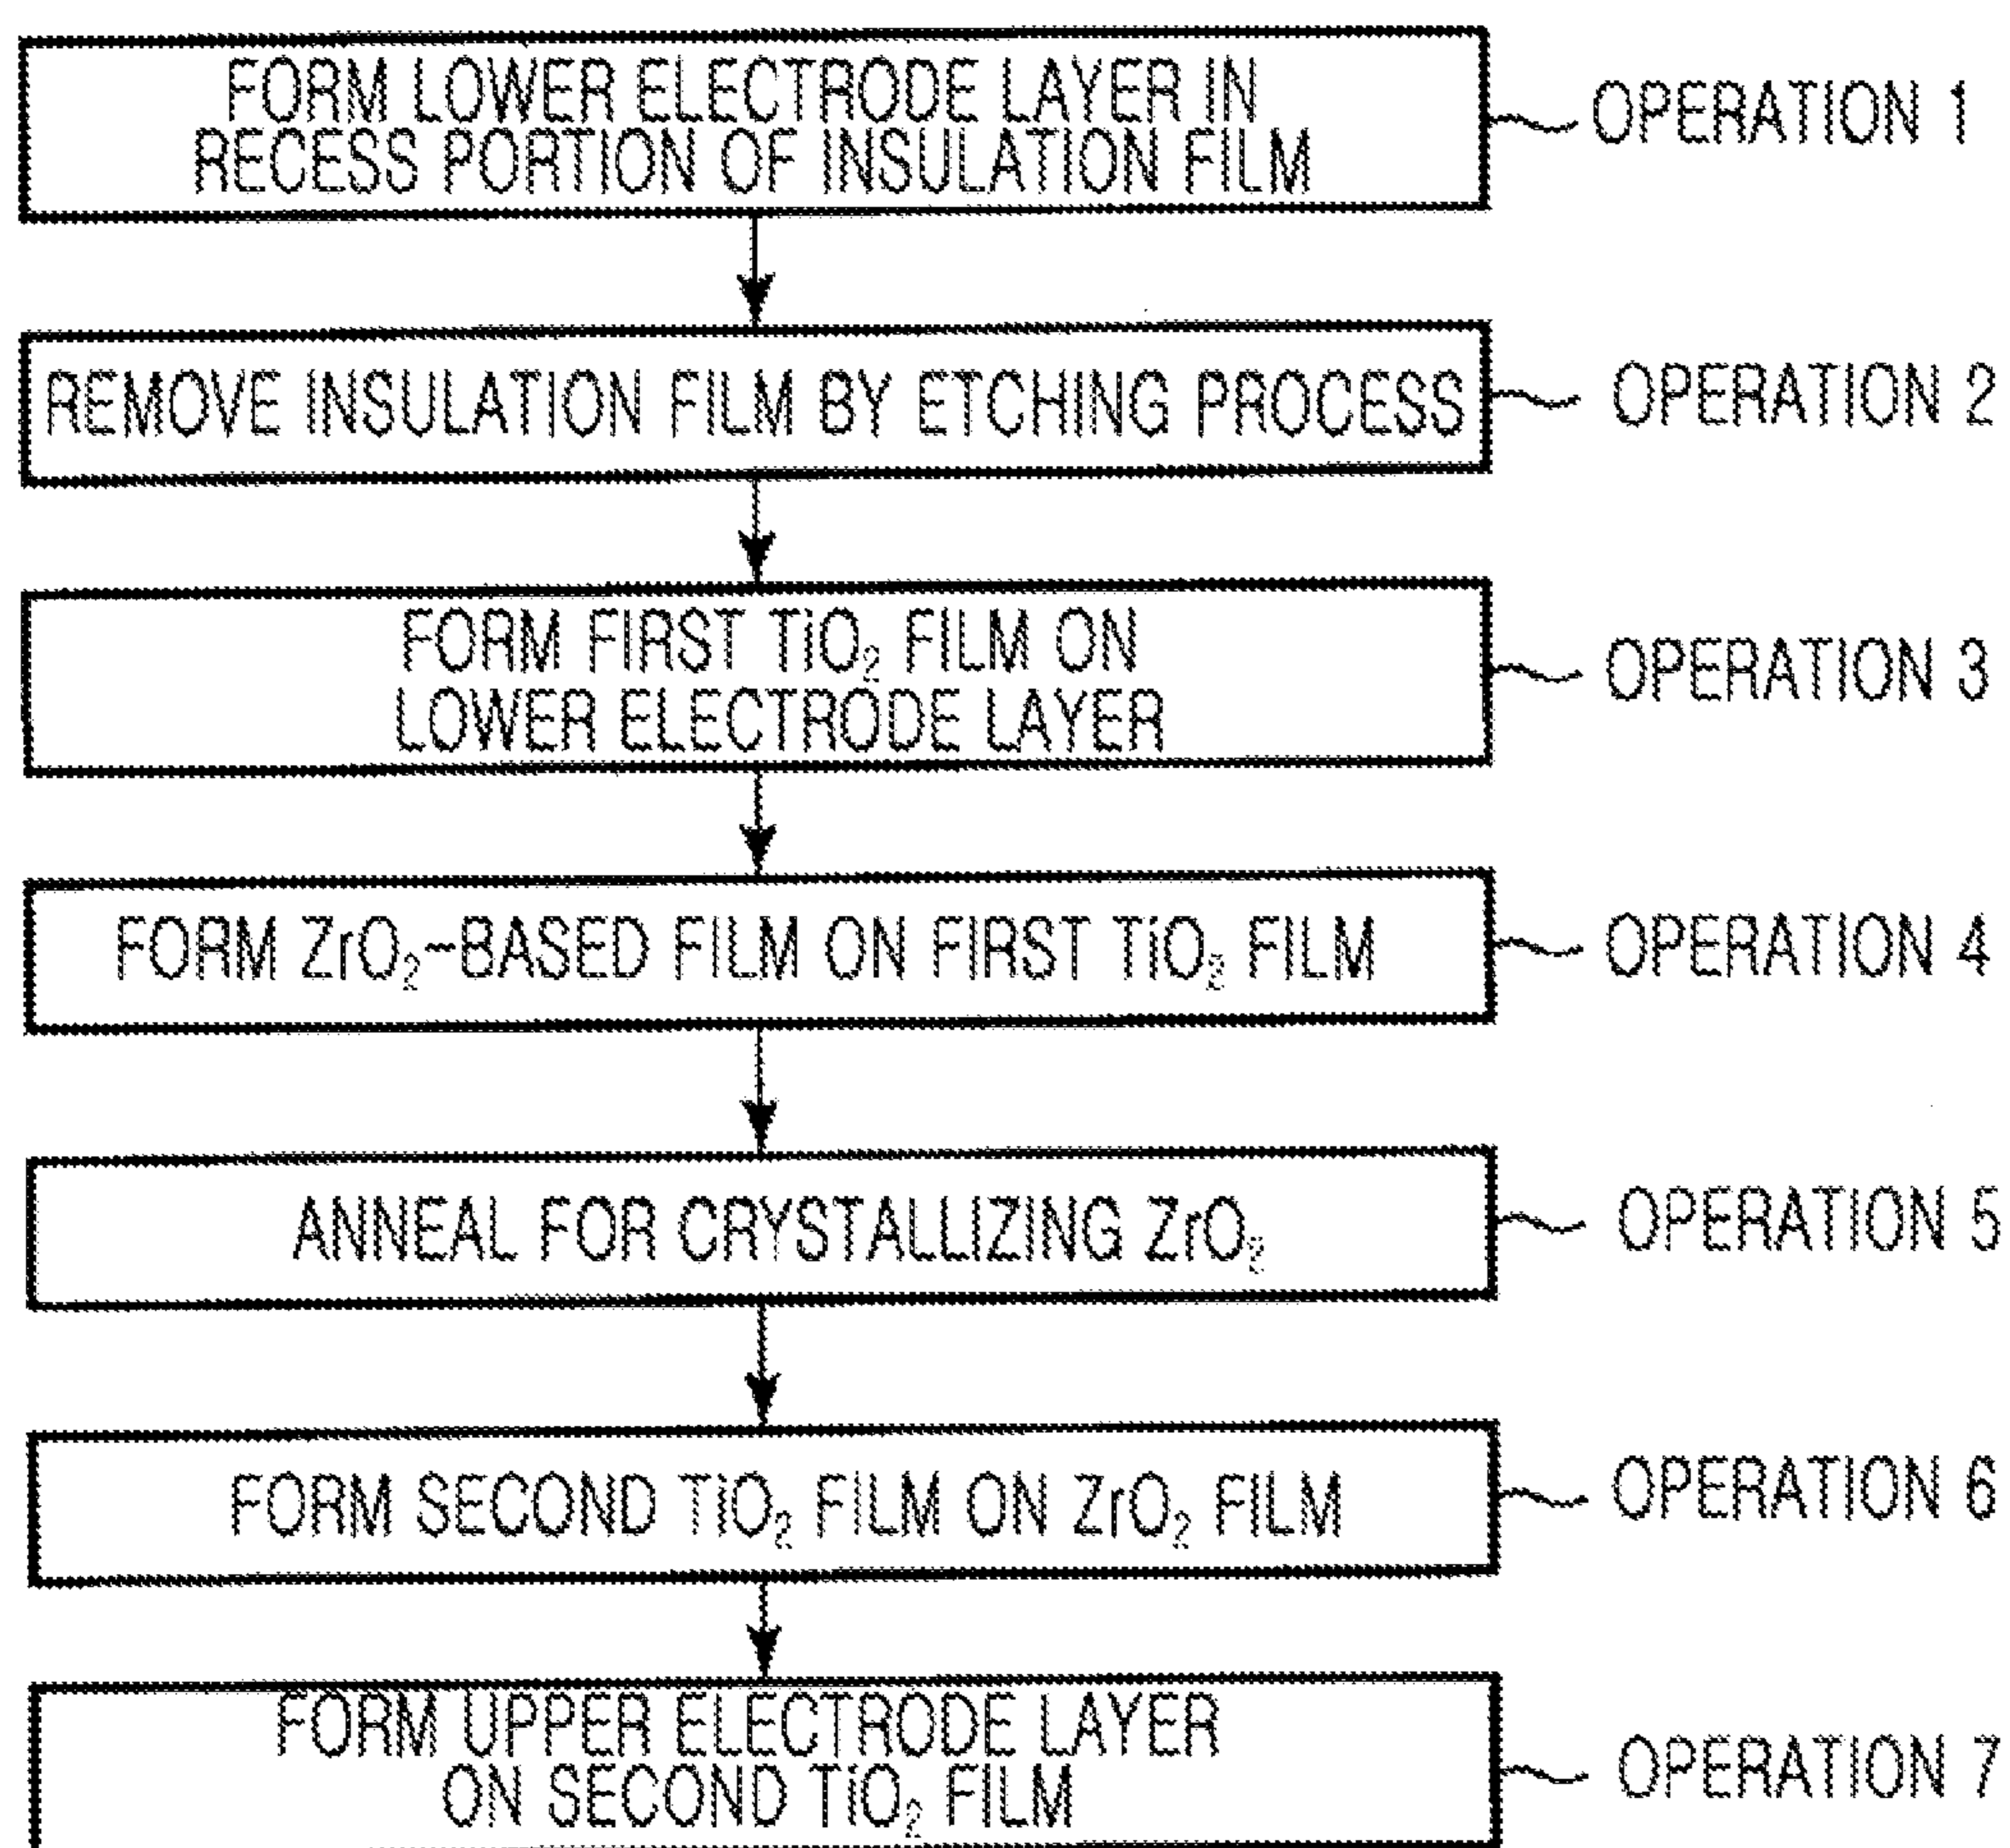 FORM LOWER ELECTRODE LAYER IN
RECESS PORTION OF INSULATION FILM
OPERATION 1
REMOVE INSULATION FILM BY ETCHING PROCESS
OPERATION 2
FORM FIRST TiO₂ FILM ON
LOWER ELECTRODE LAYER
OPERATION 3
FORM ZrO₂-BASED FILM ON FIRST TiO₂ FILM
OPERATION 4
ANNEAL FOR CRYSTALLIZING ZrO₂
OPERATION 5
FORM SECOND TiO₂ FILM ON ZrO₂ FILM
OPERATION 6
FORM UPPER ELECTRODE LAYER
ON SECOND TiO₂ FILM
OPERATION 7